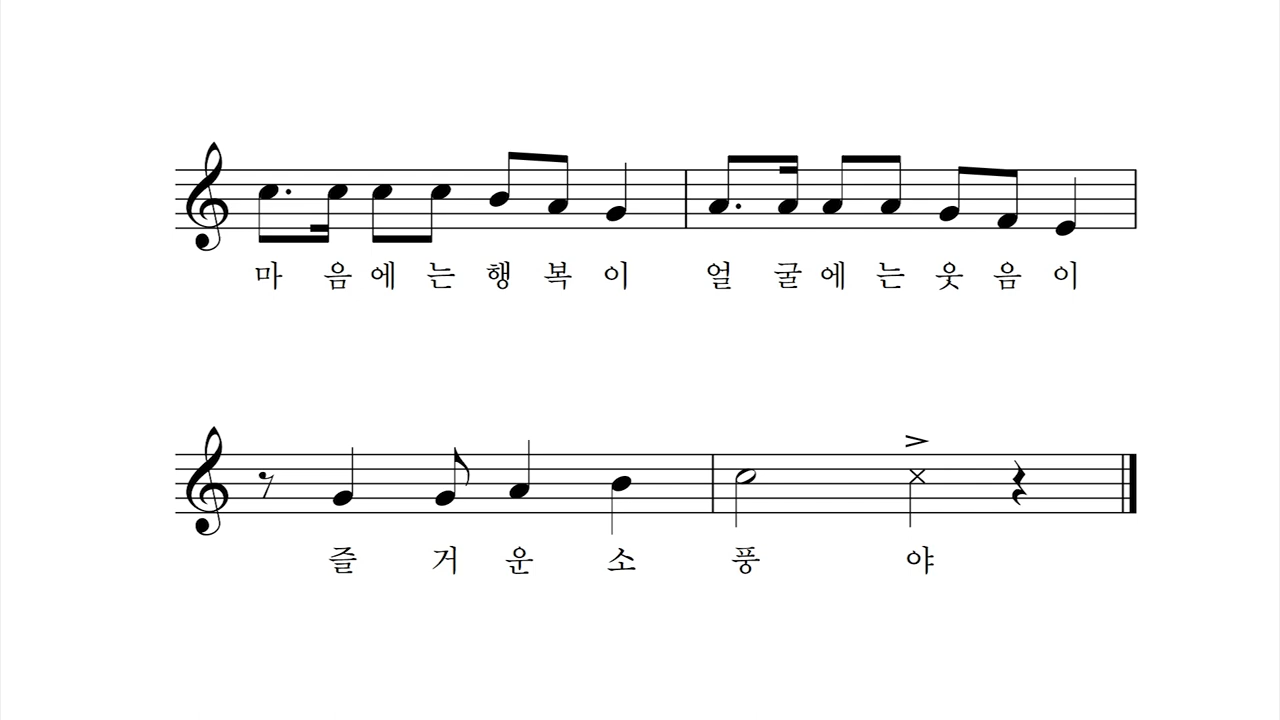 마 음에는 행 복 이 얼 굴에 는 웃 음 이
즐 거 운 소 풍 야